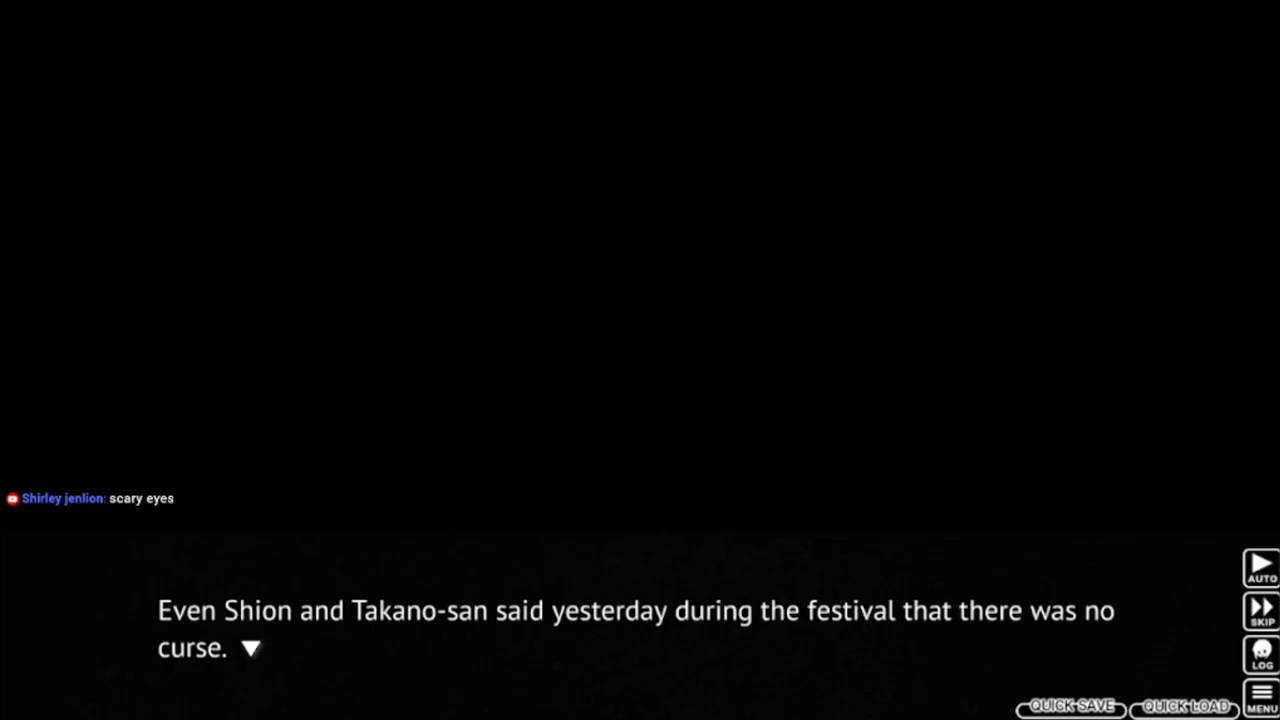 Shirley jenlion: scary eyes
Even Shion and Takano-san said yesterday during the festival that there was no
curse.
AUTO
SKIP
LOG
MENU
QUICK SAVE
QUICK LOAD